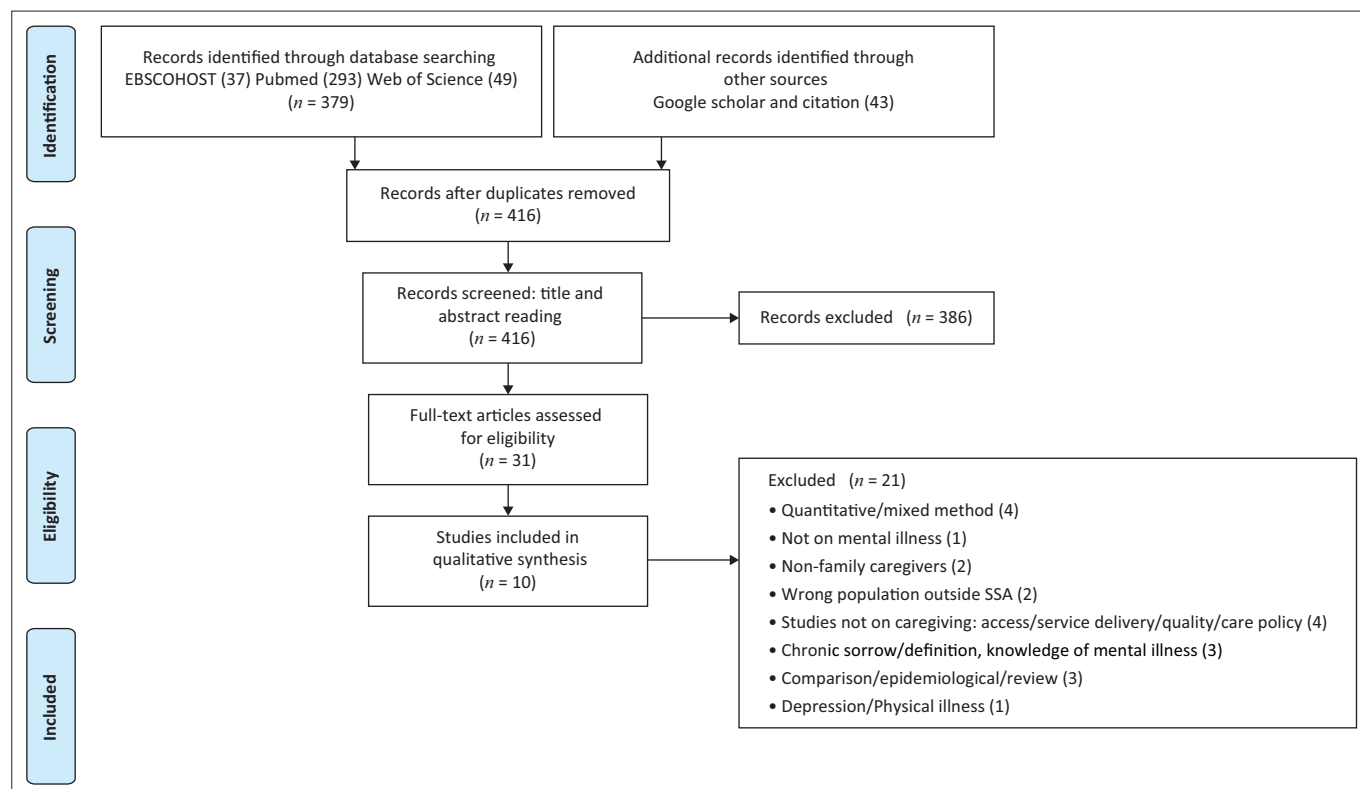 Identification
Records identified through database searching
EBSCOHOST (37) Pubmed (293) Web of Science (49)
(n = 379)
Additional records identified through
other sources
Google scholar and citation (43)
Records after duplicates removed
(n = 416)
Screening
Records screened: title and
abstract reading
(n = 416)
Records excluded (n = 386)
Eligibility
Full-text articles assessed
for eligibility
(n = 31)
Studies included in
qualitative synthesis
(n = 10)
Excluded (n = 21)
• Quantitative/mixed method (4)
• Not on mental illness (1)
• Non-family caregivers (2)
• Wrong population outside SSA (2)
• Studies not on caregiving: access/service delivery/quality/care policy (4)
• Chronic sorrow/definition, knowledge of mental illness (3)
• Comparison/epidemiological/review (3)
• Depression/Physical illness (1)
Included